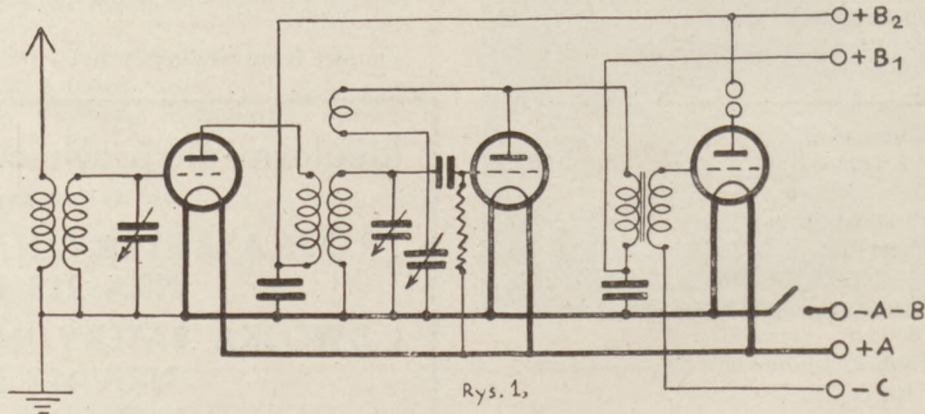 +B₂
+B₁
-A-B
+A
-C
Rys. 1,